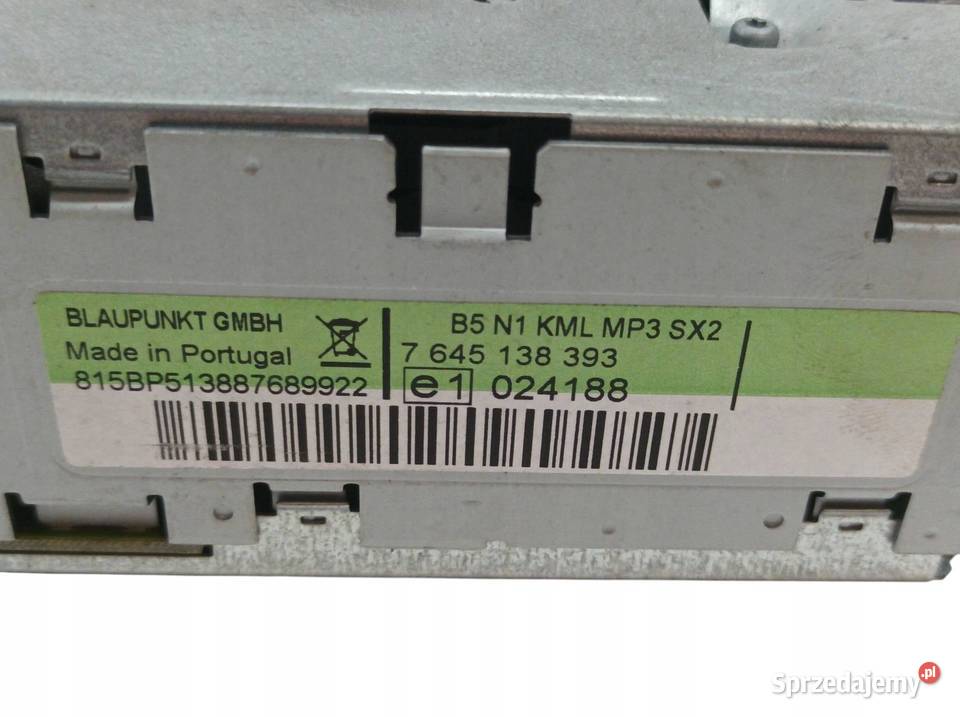 BLAUPUNKT GMBH
Made in Portugal
815BP513887689922
B5 N1 KML MP3 SX2
7 645 138 393
e1 024188
Sprzedajemy.pl